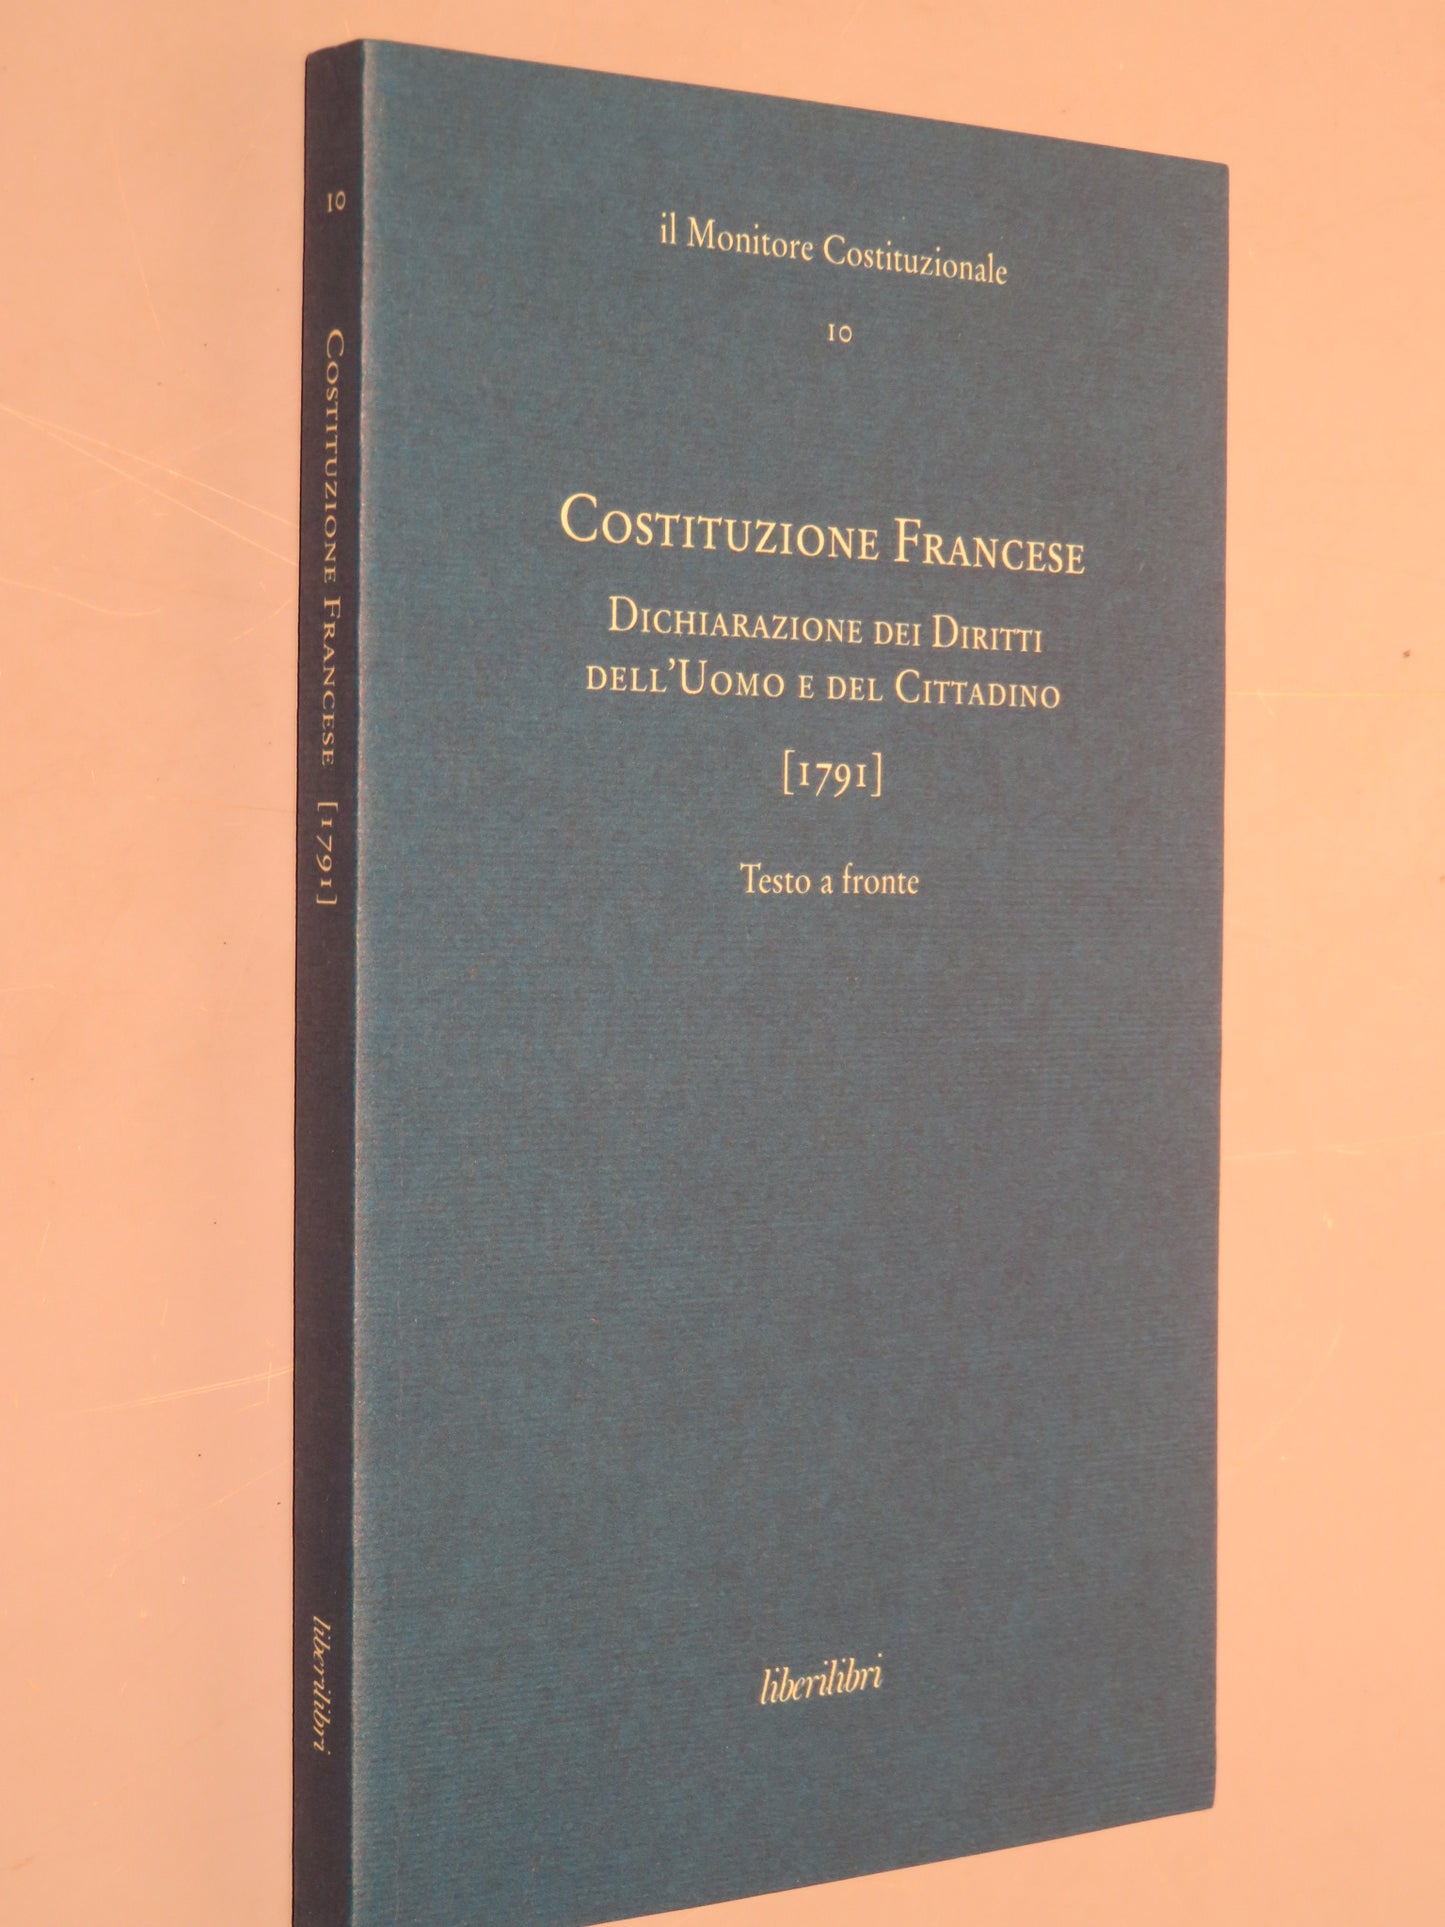 10
Costituzione Francese [1791]
liberilibri
il Monitore Costituzionale
10
Costituzione Francese
Dichiarazione dei Diritti
dell’Uomo e del Cittadino
[1791]
Testo a fronte
liberilibri